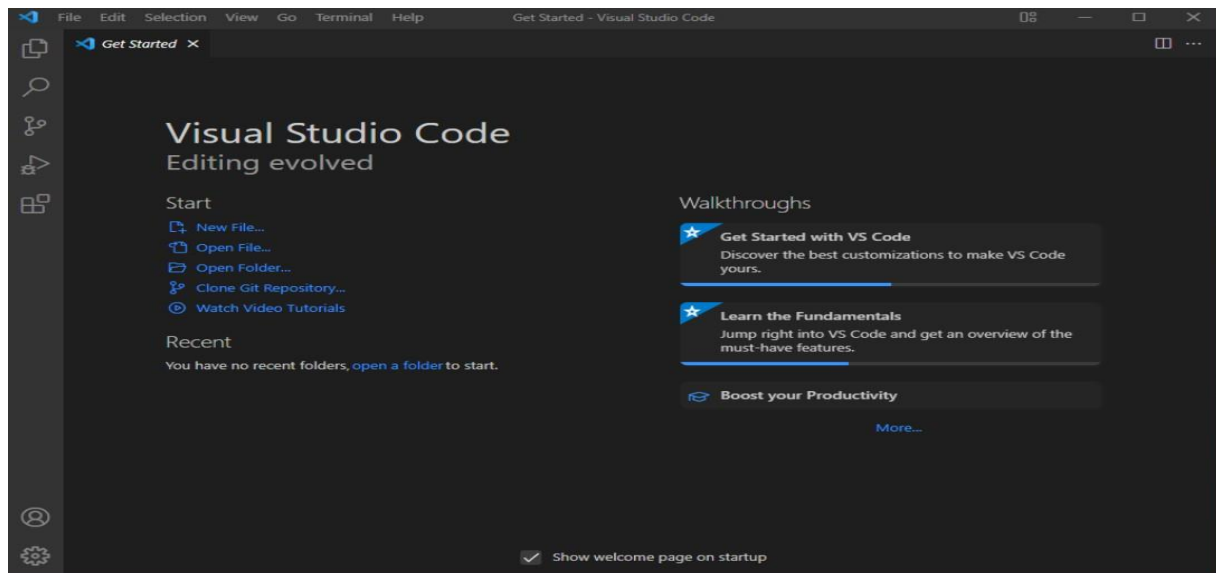 File Edit Selection View Go Terminal Help
Get Started - Visual Studio Code
Get Started
Visual Studio Code
Editing evolved
Start
New File...
Open File...
Open Folder...
Clone Git Repository...
Watch Video Tutorials
Recent
You have no recent folders, open a folder to start.
Walkthroughs
Get Started with VS Code
Discover the best customizations to make VS Code
yours.
Learn the Fundamentals
Jump right into VS Code and get an overview of the
must-have features.
Boost your Productivity
More...
Show welcome page on startup